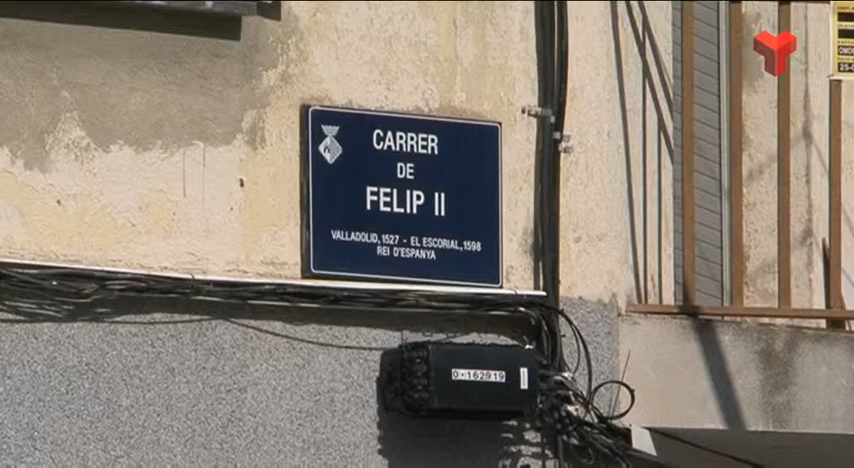 CARRER
DE
FELIP II
VALLADOLID, 1527 - EL ESCORIAL, 1598
REI D'ESPANYA
0-162919